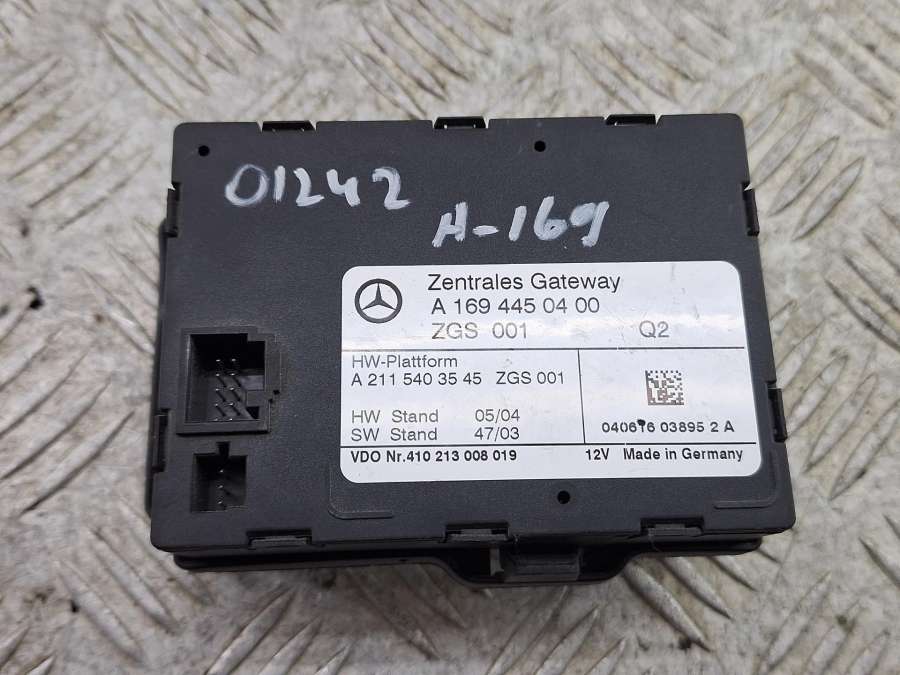 01242
A-169
Zentrales Gateway
A 169 445 04 00
ZGS 001 Q2
HW-Plattform
A 211 540 35 45 ZGS 001
HW Stand 05/04
SW Stand 47/03
040616 03895 2 A
VDO Nr.410 213 008 019 12V Made in Germany